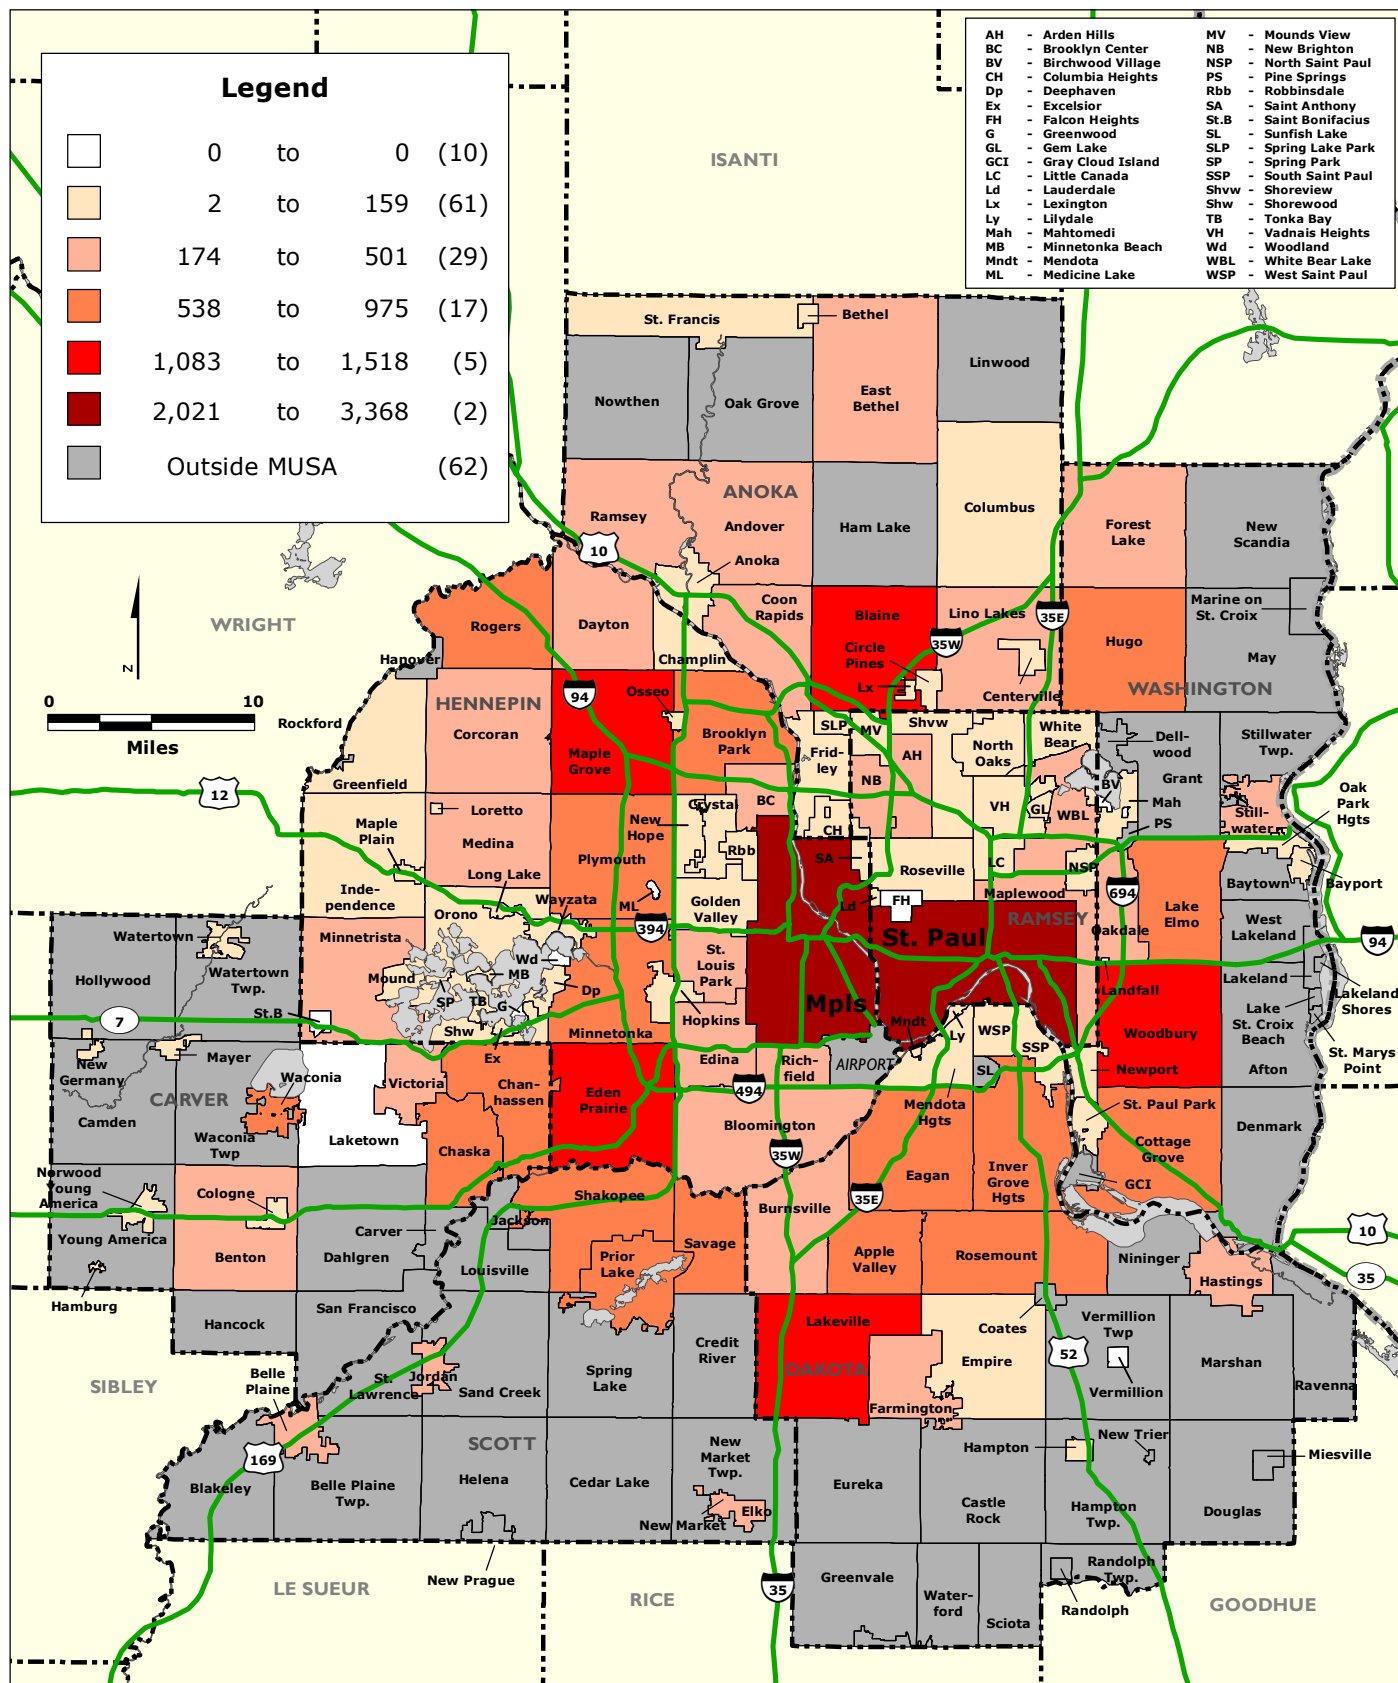 Legend
0 to 0 (10)
2 to 159 (61)
174 to 501 (29)
538 to 975 (17)
1,083 to 1,518 (5)
2,021 to 3,368 (2)
Outside MUSA (62)
AH - Arden Hills
BC - Brooklyn Center
BV - Birchwood Village
CH - Columbia Heights
Dp - Deephaven
Ex - Excelsior
FH - Falcon Heights
G - Greenwood
GL - Gem Lake
GCI - Gray Cloud Island
LC - Little Canada
Ld - Lauderdale
Lx - Lexington
Ly - Lilydale
Mah - Mahtomedi
MB - Minnetonka Beach
Mndt - Mendota
ML - Medicine Lake
MV - Mounds View
NB - New Brighton
NSP - North Saint Paul
PS - Pine Springs
Rbb - Robbinsdale
SA - Saint Anthony
St.B - Saint Bonifacius
SL - Sunfish Lake
SLP - Spring Lake Park
SP - Spring Park
SSP - South Saint Paul
Shvw - Shoreview
Shw - Shorewood
TB - Tonka Bay
VH - Vadnais Heights
Wd - Woodland
WBL - White Bear Lake
WSP - West Saint Paul
ISANTI
St. Francis
Bethel
Linwood
Nowthen
Oak Grove
East
Bethel
ANOKA
Ramsey
Andover
Ham Lake
Columbus
Forest
Lake
New
Scandia
10
Anoka
WRIGHT
N
Rogers
Dayton
Coon
Rapids
Blaine
Lino Lakes
35E
35W
Marine on
St. Croix
Hugo
May
Hanover
Champlin
Circle
Pines
Lx
Centerville
WASHINGTON
0 10
Miles
Rockford
HENNEPIN
94
Osseo
Corcoran
Maple
Grove
Brooklyn
Park
SLP
MV
Shvw
White
Bear
Dell-
wood
Stillwater
Twp.
Frid-
ley
AH
North
Oaks
NB
Grant
12
Greenfield
Loretto
Crystal
BC
VH
GL
WBL
BV
Mah
PS
Oak
Park
Hgts
Still-
water
Maple
Plain
Medina
New
Hope
CH
Rbb
Plymouth
Long Lake
SA
Roseville
LC
NSP
Bayport
Inde-
pendence
Wayzata
ML
Golden
Valley
Ld
FH
Maplewood
694
Baytown
Orono
394
RAMSEY
Lake
Elmo
West
Lakeland
Watertown
Minnetrista
St. Paul
Oakdale
94
Hollywood
Watertown
Twp.
Mound
Wd
MB
St.
Louis
Park
Lakeland
Lakeland
Shores
Dp
SP
TB
G
Mpls
Landfall
Lake
St. Croix
Beach
7
St.B
Shw
Minnetonka
Hopkins
Mndt
Ly
WSP
Woodbury
SSP
St. Marys
Point
Mayer
Ex
Edina
Rich-
field
AIRPORT
New
Germany
Waconia
Victoria
Chan-
hassen
Eden
Prairie
494
SL
Newport
Afton
CARVER
Camden
Waconia
Twp
Laketown
Mendota
Hgts
St. Paul Park
Bloomington
Denmark
Chaska
35W
Cottage
Grove
Norwood
Young
America
Cologne
Eagan
Inver
Grove
Hgts
GCI
35E
Shakopee
Burnsville
Young America
Carver
Jackson
Benton
Dahlgren
Louisville
Prior
Lake
Savage
Apple
Valley
Rosemount
Nininger
10
35
Hamburg
Hastings
San Francisco
Hancock
Lakeville
Coates
Vermillion
Twp
Credit
River
DAKOTA
Empire
52
Marshan
SIBLEY
Belle
Plaine
St.
Lawrence
Jordan
Sand Creek
Spring
Lake
Vermillion
Ravenna
Farmington
169
SCOTT
New
Market
Twp.
Hampton
New Trier
Miesville
Blakeley
Belle Plaine
Twp.
Helena
Cedar Lake
Eureka
Castle
Rock
Hampton
Twp.
Douglas
New Market
Elko
LE SUEUR
New Prague
RICE
35
Greenvale
Water-
ford
Sciota
Randolph
Twp.
Randolph
GOODHUE